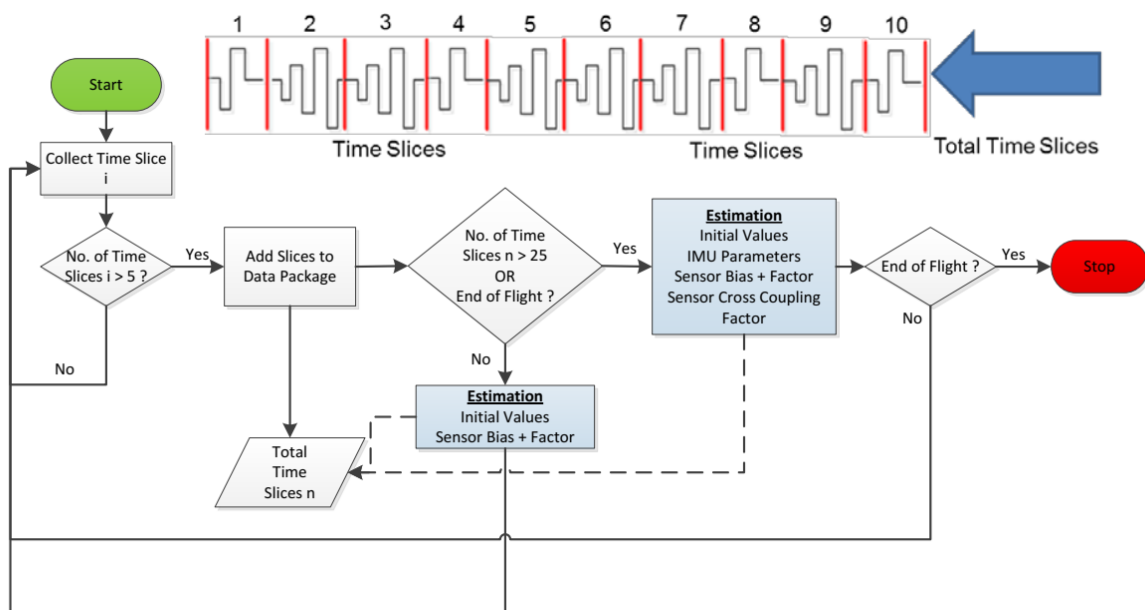 1 2 3 4 5 6 7 8 9 10
Time Slices Time Slices
Total Time Slices
Start
Collect Time Slice
i
No. of Time
Slices i > 5 ?
Yes
No
Add Slices to
Data Package
Total
Time
Slices n
No. of Time
Slices n > 25
OR
End of Flight ?
Yes
No
Estimation
Initial Values
Sensor Bias + Factor
Estimation
Initial Values
IMU Parameters
Sensor Bias + Factor
Sensor Cross Coupling
Factor
End of Flight ?
Yes
No
Stop